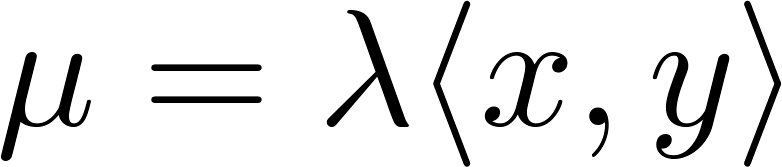 μ = λ⟨x, y⟩